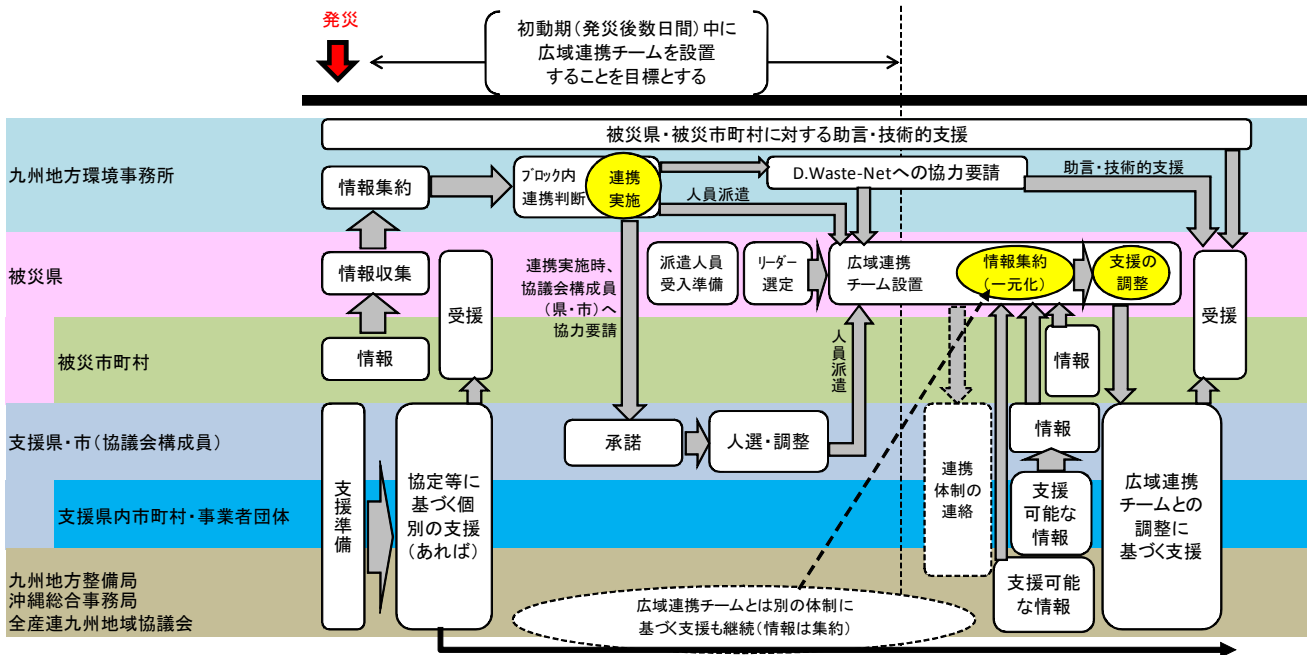 発災
初動期(発災後数日間)中に
広域連携チームを設置
することを目標とする
被災県・被災市町村に対する助言・技術的支援
九州地方環境事務所
情報集約
ブロック内
連携判断
連携
実施
D.Waste-Netへの協力要請
助言・技術的支援
人員派遣
被災県
情報収集
受援
連携実施時、
協議会構成員
(県・市)へ
協力要請
派遣人員
受入準備
リーダー
選定
広域連携
チーム設置
情報集約
(一元化)
支援の
調整
受援
被災市町村
情報
人員派遣
情報
支援県・市(協議会構成員)
支援準備
協定等に
基づく個
別の支援
(あれば)
承諾
人選・調整
連携
体制の
連絡
情報
広域連携
チームとの
調整に
基づく支援
支援県内市町村・事業者団体
支援
可能な
情報
九州地方整備局
沖縄総合事務局
全産連九州地域協議会
広域連携チームとは別の体制に
基づく支援も継続(情報は集約)
支援可能
な情報